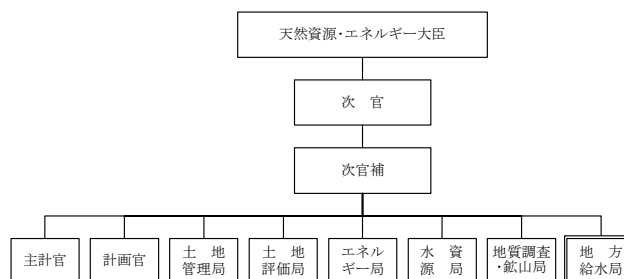 天然資源・エネルギー大臣
次 官
次官補
主計官
計画官
土 地
管理局
土 地
評価局
エネル
ギー局
水 資
源 局
地質調査
・鉱山局
地 方
給水局